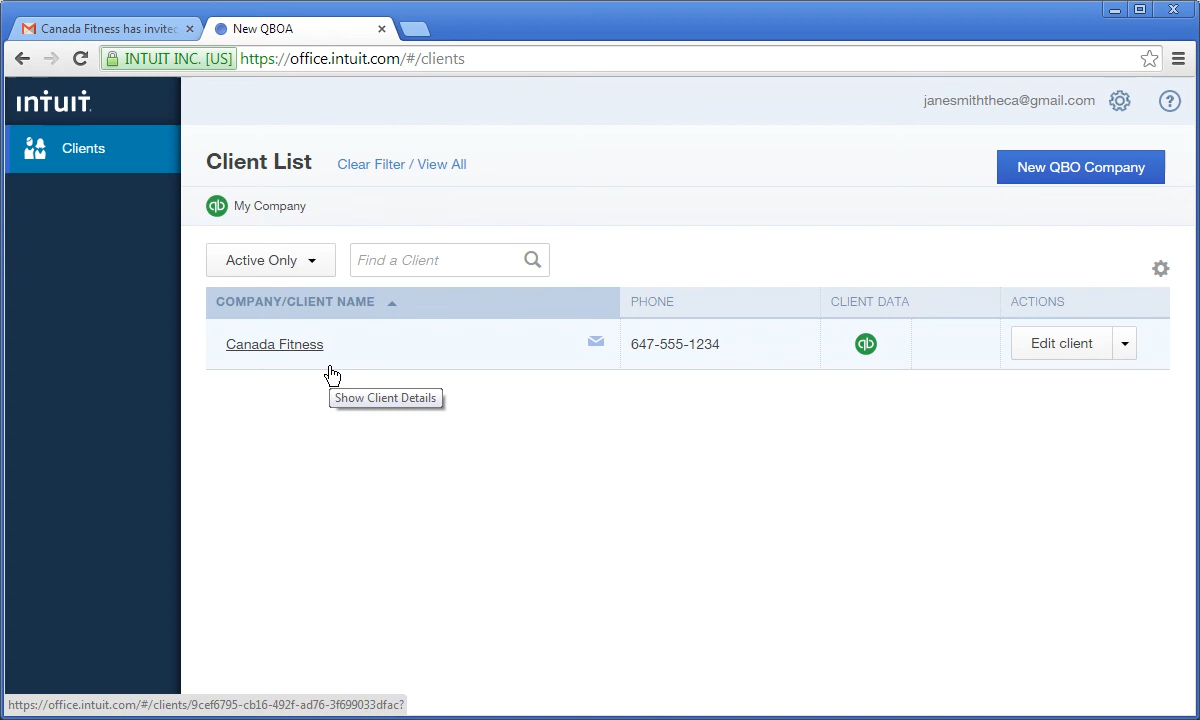 Canada Fitness has invited
New QBOA
INTUIT INC. [US] https://office.intuit.com/#/clients
intuit.
janesmiththeca@gmail.com
?
Clients
Client List
Clear Filter / View All
New QBO Company
qb My Company
Active Only
Find a Client
COMPANY/CLIENT NAME
PHONE
CLIENT DATA
ACTIONS
Canada Fitness
647-555-1234
qb
Edit client
Show Client Details
https://office.intuit.com/#/clients/9cef6795-cb16-492f-ad76-3f699033dfac?